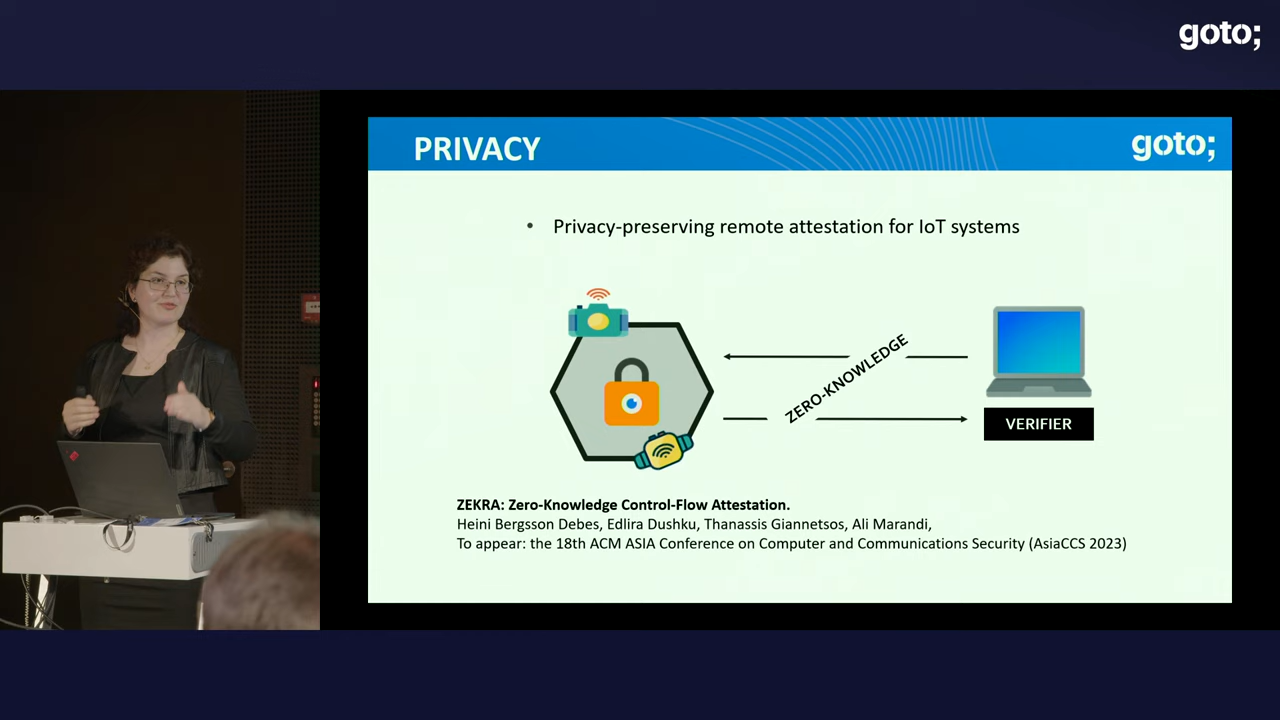 goto;
PRIVACY
goto;
• Privacy-preserving remote attestation for IoT systems
ZERO-KNOWLEDGE
VERIFIER
ZEKRA: Zero-Knowledge Control-Flow Attestation.
Heini Bergsson Debes, Edlira Dushku, Thanassis Giannetsos, Ali Marandi,
To appear: the 18th ACM ASIA Conference on Computer and Communications Security (AsiaCCS 2023)